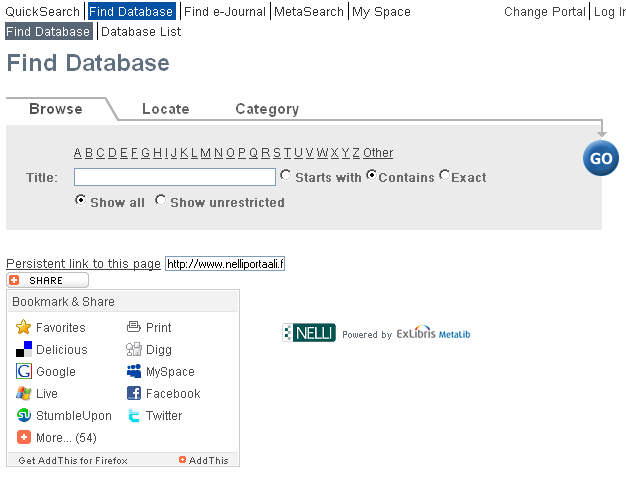 QuickSearch Find Database Find e-Journal MetaSearch My Space Change Portal Log Ir
Find Database Database List
Find Database
Browse Locate Category
A B C D E F G H I J K L M N O P Q R S T U V W X Y Z Other
GO
Title: Starts with Contains Exact
Show all Show unrestricted
Persistent link to this page http://www.nelliportaali.f
SHARE
Bookmark & Share
Favorites Print
Delicious Digg
Google MySpace
Live Facebook
StumbleUpon Twitter
More... (54)
Get AddThis for Firefox AddThis
NELLI Powered by ExLibris MetaLib